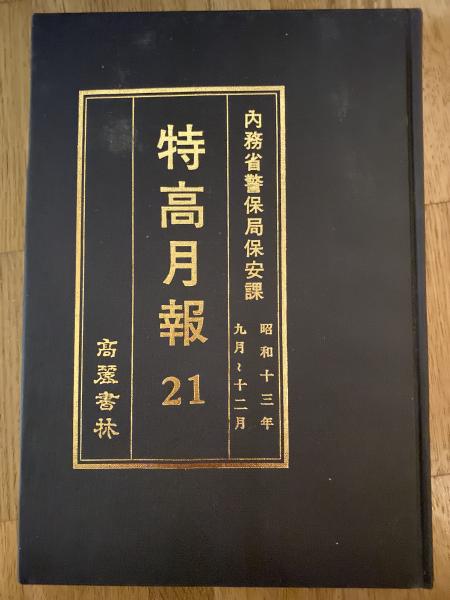 内務省警保局保安課
昭和十三年
九月~十二月
特高月報 21
高麗書林